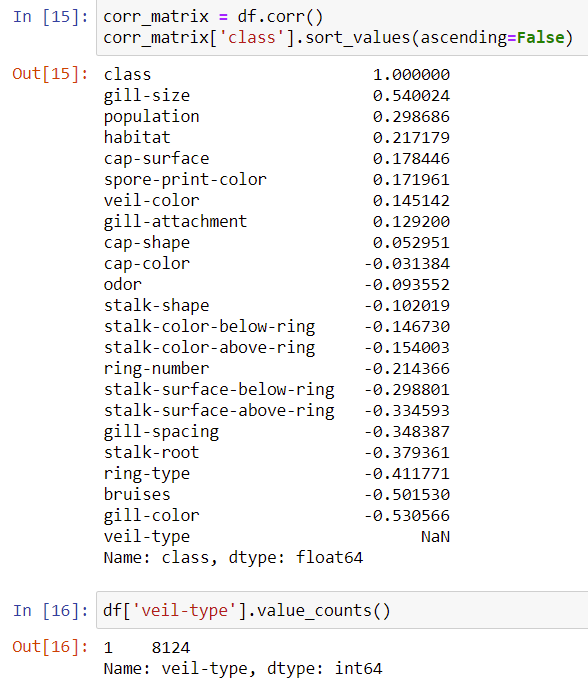 In [15]: corr_matrix = df.corr()
corr_matrix['class'].sort_values(ascending=False)
Out[15]: class 1.000000
gill-size 0.540024
population 0.298686
habitat 0.217179
cap-surface 0.178446
spore-print-color 0.171961
veil-color 0.145142
gill-attachment 0.129200
cap-shape 0.052951
cap-color -0.031384
odor -0.093552
stalk-shape -0.102019
stalk-color-below-ring -0.146730
stalk-color-above-ring -0.154003
ring-number -0.214366
stalk-surface-below-ring -0.298801
stalk-surface-above-ring -0.334593
gill-spacing -0.348387
stalk-root -0.379361
ring-type -0.411771
bruises -0.501530
gill-color -0.530566
veil-type NaN
Name: class, dtype: float64
In [16]: df['veil-type'].value_counts()
Out[16]: 1 8124
Name: veil-type, dtype: int64